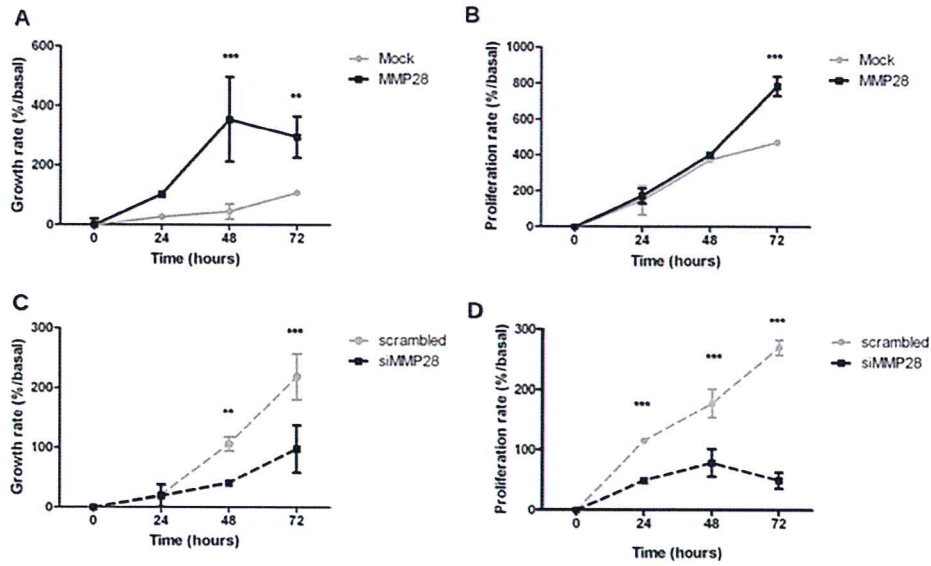 A
Growth rate (%/basal)
600
400
200
0
0 24 48 72
Time (hours)
***
**
Mock
MMP28
B
Proliferation rate (%/basal)
1000
800
600
400
200
0
0 24 48 72
Time (hours)
***
Mock
MMP28
C
Growth rate (%/basal)
300
200
100
0
0 24 48 72
Time (hours)
**
***
scrambled
siMMP28
D
Proliferation rate (%/basal)
300
200
100
0
0 24 48 72
Time (hours)
***
***
***
scrambled
siMMP28